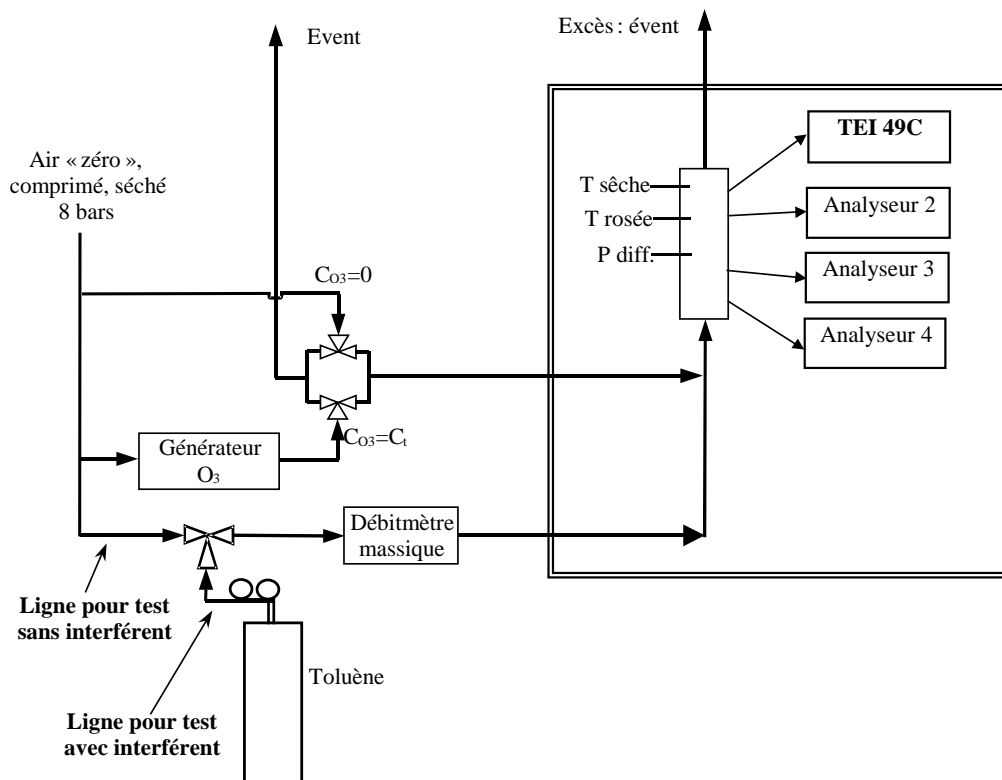 Event
Excès : évent
TEI 49C
Air « zéro »,
comprimé, séché
8 bars
T sêche
T rosée
P diff.
Analyseur 2
Analyseur 3
Analyseur 4
CO3=0
CO3=Ct
Générateur
O3
Débitmètre
massique
Ligne pour test
sans interférent
Toluène
Ligne pour test
avec interférent